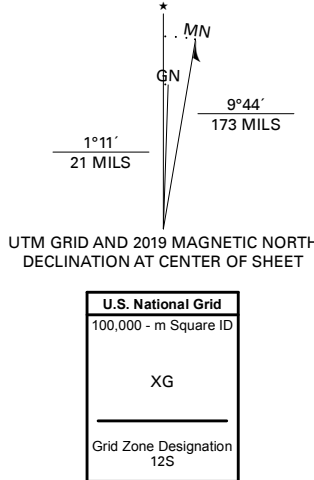 ★
MN
GN
9°44´
173 MILS
1°11´
21 MILS
UTM GRID AND 2019 MAGNETIC NORTH
DECLINATION AT CENTER OF SHEET
U.S. National Grid
100,000 - m Square ID
XG
Grid Zone Designation
12S